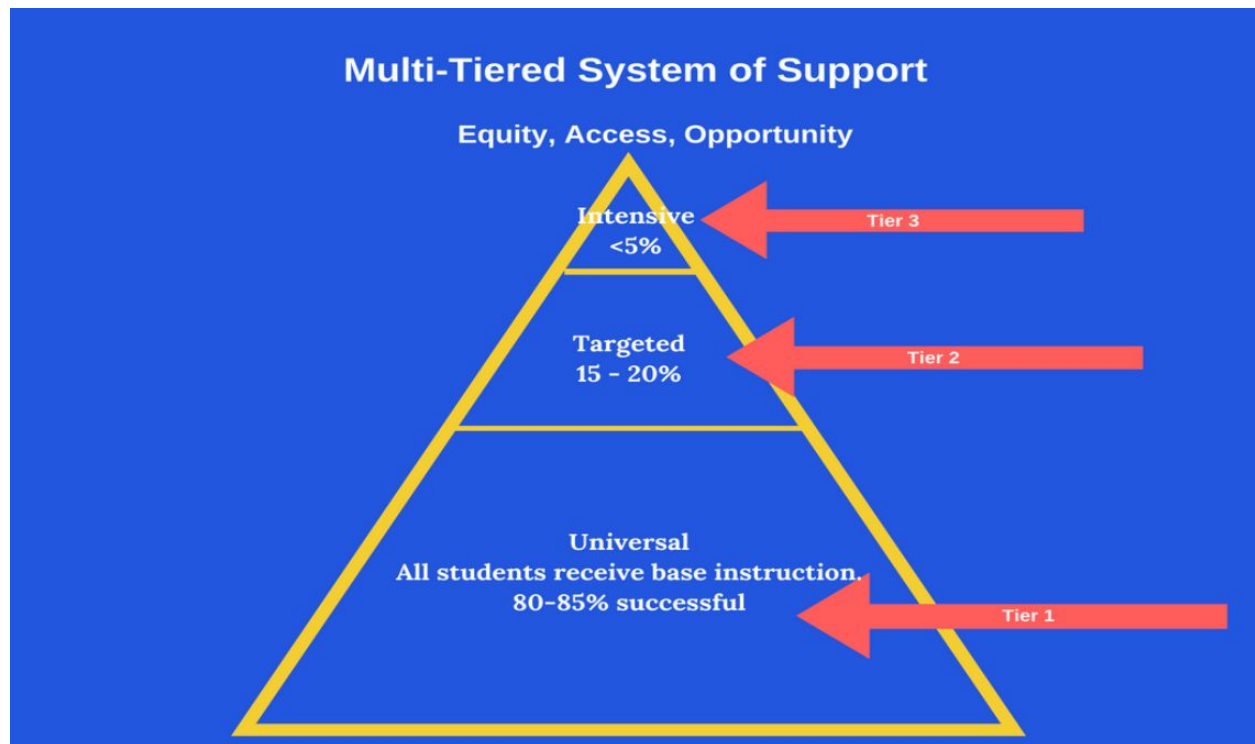 Multi-Tiered System of Support
Equity, Access, Opportunity
Intensive
<5%
Tier 3
Targeted
15 - 20%
Tier 2
Universal
All students receive base instruction.
80-85% successful
Tier 1